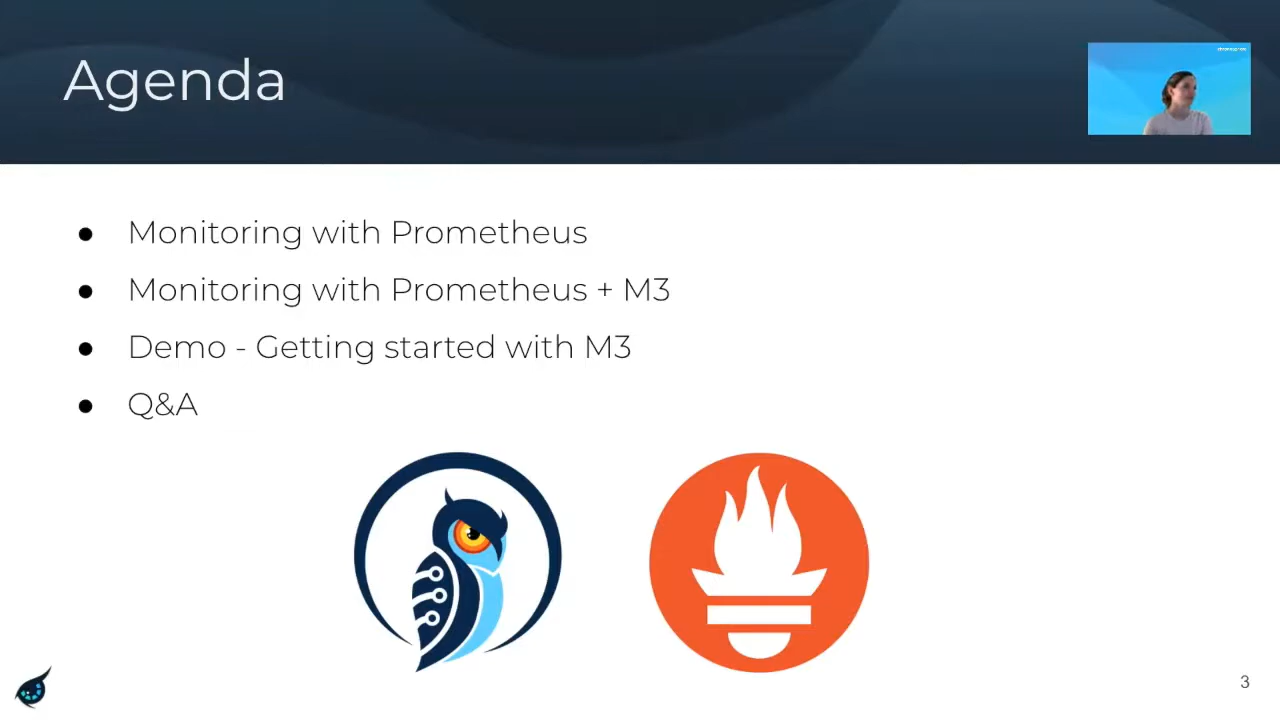 Agenda
● Monitoring with Prometheus
● Monitoring with Prometheus + M3
● Demo - Getting started with M3
● Q&A
3